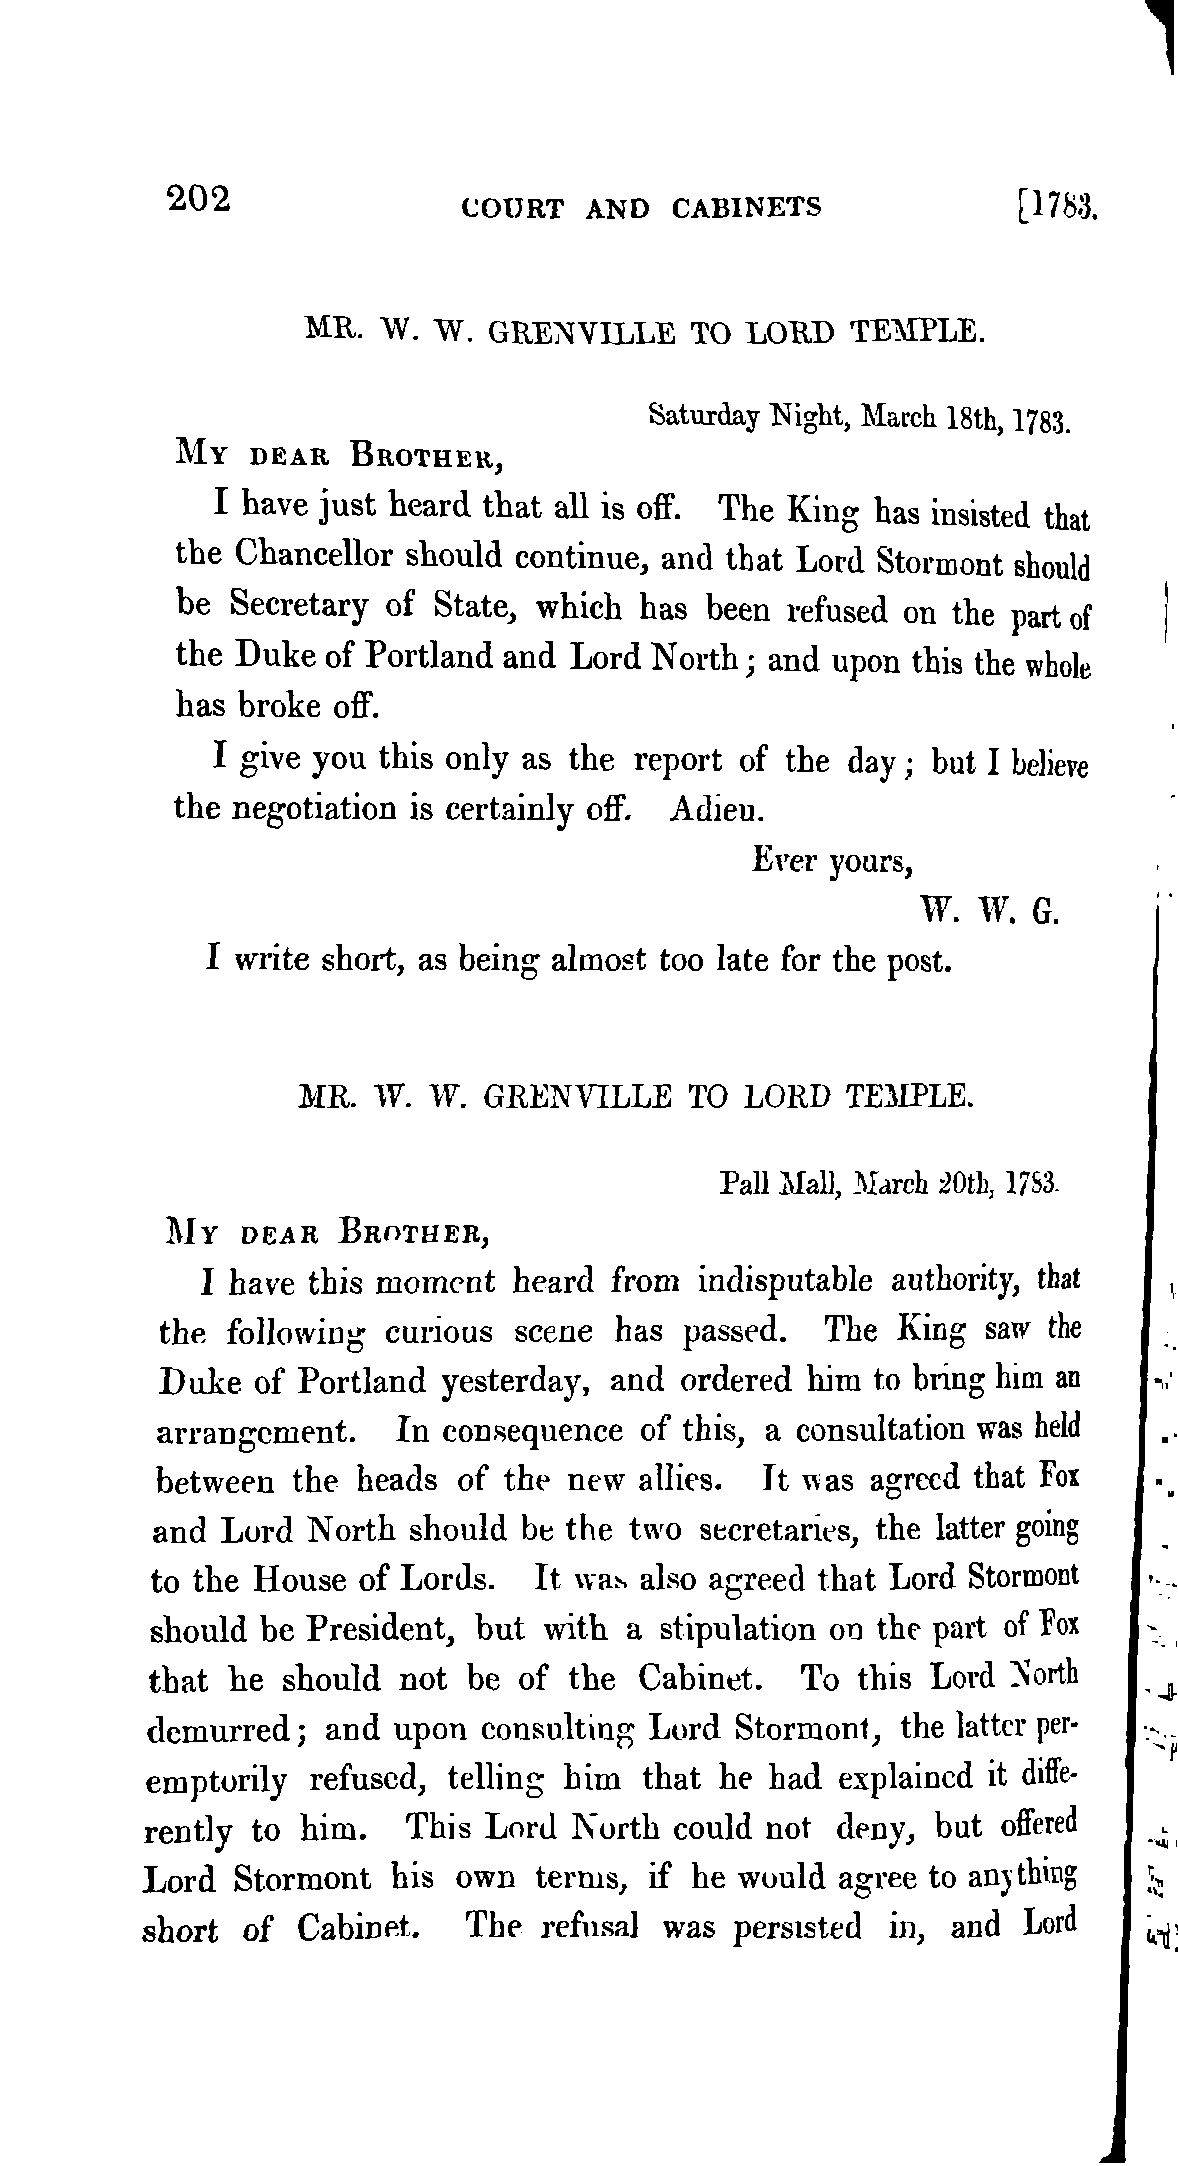 202 COURT AND CABINETS [1783.
MR. W. W. GRENVILLE TO LORD TEMPLE.
Saturday Night, March 18th, 1783.
MY DEAR BROTHER,
I have just heard that all is off. The King has insisted that
the Chancellor should continue, and that Lord Stormont should
be Secretary of State, which has been refused on the part of
the Duke of Portland and Lord North; and upon this the whole
has broke off.
I give you this only as the report of the day; but I believe
the negotiation is certainly off. Adieu.
Ever yours,
W. W. G.
I write short, as being almost too late for the post.
MR. W. W. GRENVILLE TO LORD TEMPLE.
Pall Mall, March 20th, 1783.
MY DEAR BROTHER,
I have this moment heard from indisputable authority, that
the following curious scene has passed. The King saw the
Duke of Portland yesterday, and ordered him to bring him an
arrangement. In consequence of this, a consultation was held
between the heads of the new allies. It was agreed that Fox
and Lord North should be the two secretaries, the latter going
to the House of Lords. It was also agreed that Lord Stormont
should be President, but with a stipulation on the part of Fox
that he should not be of the Cabinet. To this Lord North
demurred; and upon consulting Lord Stormont, the latter per-
emptorily refused, telling him that he had explained it diffe-
rently to him. This Lord North could not deny, but offered
Lord Stormont his own terms, if he would agree to anything
short of Cabinet. The refusal was persisted in, and Lord